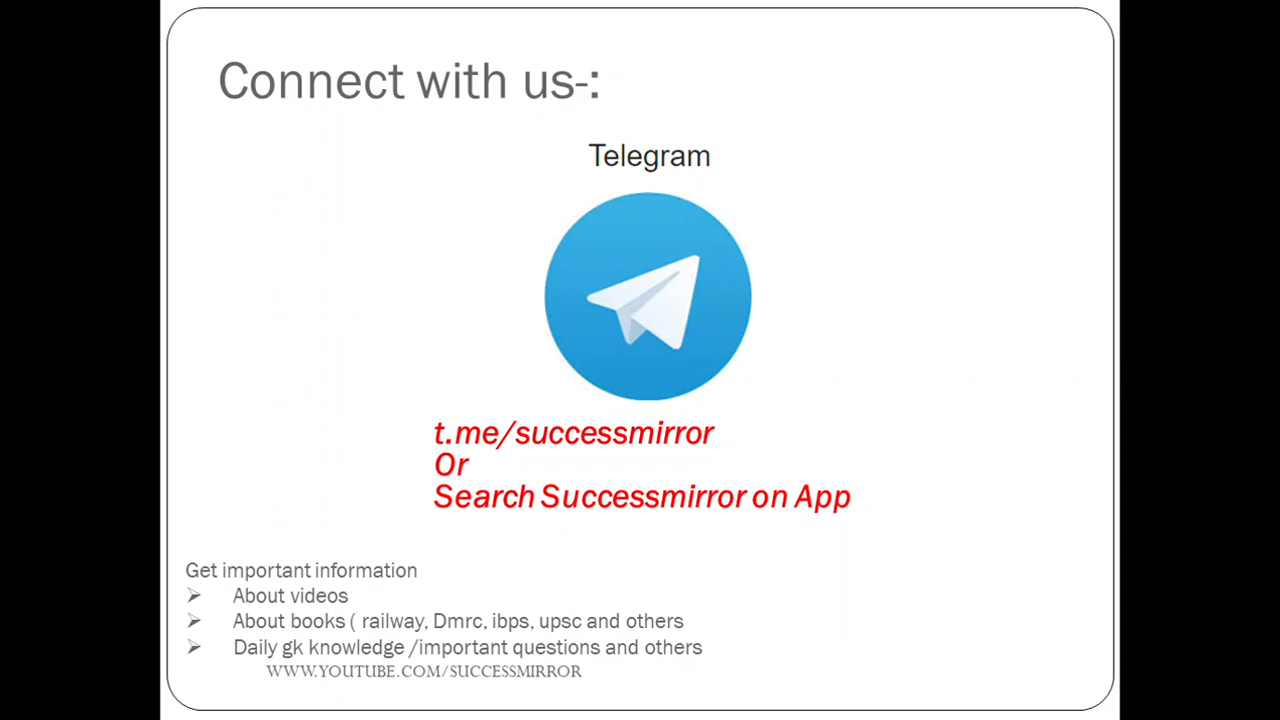 Connect with us-:
Telegram
t.me/successmirror
Or
Search Successmirror on App
Get important information
➢ About videos
➢ About books ( railway, Dmrc, ibps, upsc and others
➢ Daily gk knowledge /important questions and others
WWW.YOUTUBE.COM/SUCCESSMIRROR